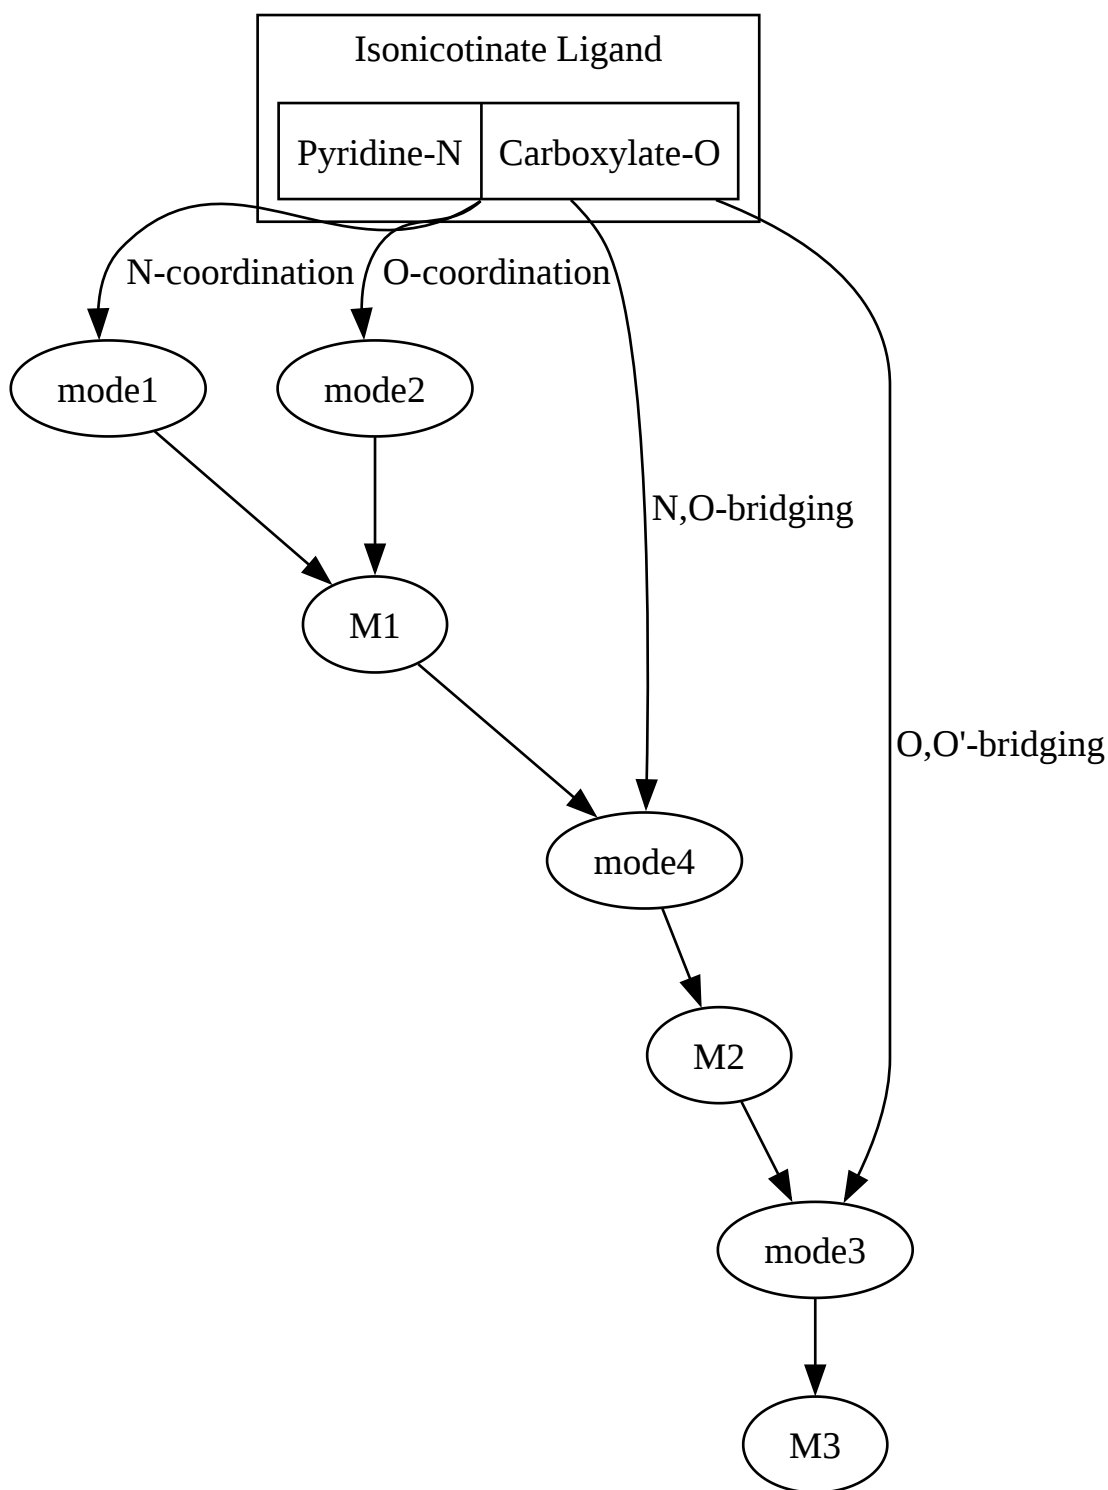 Isonicotinate Ligand
Pyridine-N
Carboxylate-O
N-coordination
O-coordination
mode1
mode2
N,O-bridging
M1
O,O'-bridging
mode4
M2
mode3
M3